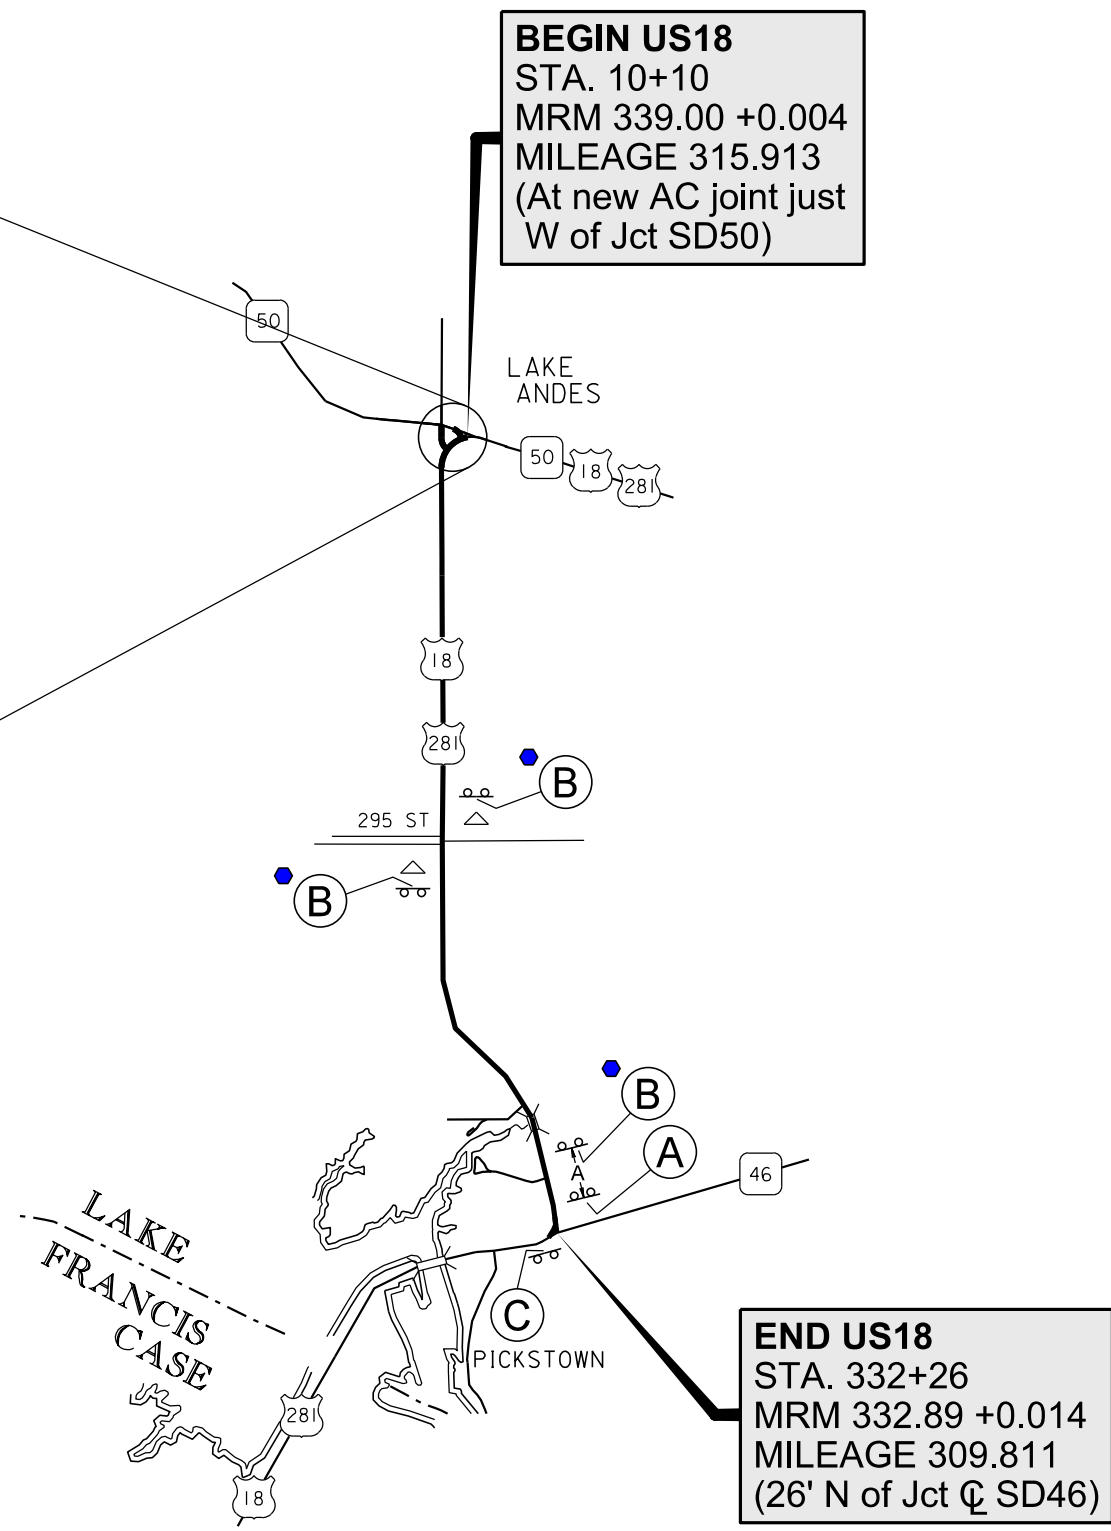 BEGIN US18
STA. 10+10
MRM 339.00 +0.004
MILEAGE 315.913
(At new AC joint just
W of Jct SD50)
50
LAKE
ANDES
50
18
281
18
281
B
295 ST
B
B
A
A
46
LAKE
FRANCIS
CASE
C
PICKSTOWN
281
18
END US18
STA. 332+26
MRM 332.89 +0.014
MILEAGE 309.811
(26' N of Jct ℄ SD46)